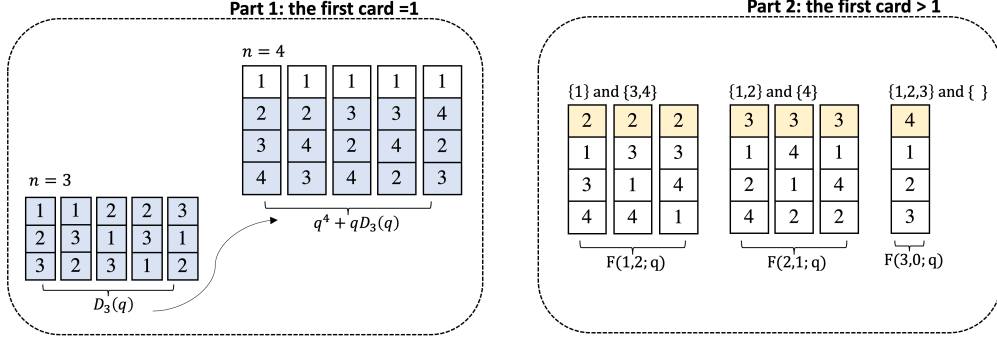 Part 1: the first card =1
n = 4
1 1 1 1 1
2 2 3 3 4
3 4 2 4 2
4 3 4 2 3
q⁴ + qD₃(q)
n = 3
1 1 2 2 3
2 3 1 3 1
3 2 3 1 2
D₃(q)
Part 2: the first card > 1
{1} and {3,4}
2 2 2
1 3 3
3 1 4
4 4 1
F(1,2; q)
{1,2} and {4}
3 3 3
1 4 1
2 1 4
4 2 2
F(2,1; q)
{1,2,3} and { }
4
1
2
3
F(3,0; q)